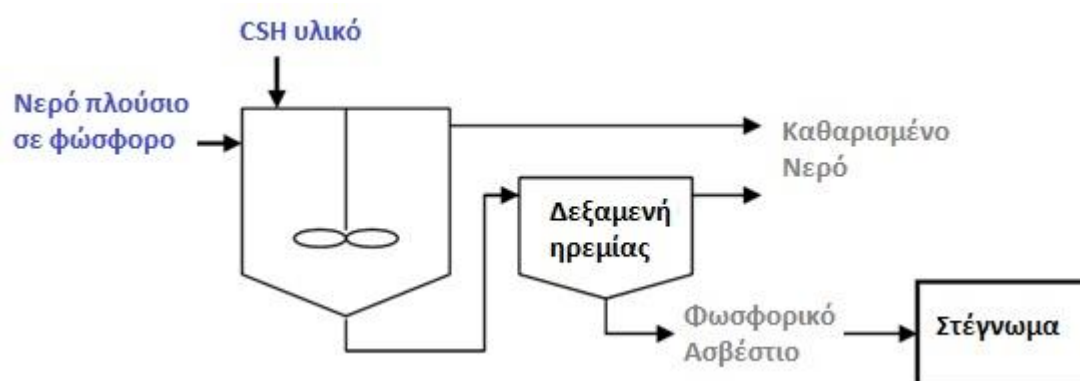 CSH υλικό
Νερό πλούσιο
σε φώσφορο
Καθαρισμένο
Νερό
Δεξαμενή
ηρεμίας
Φωσφορικό
Ασβέστιο
Στέγνωμα